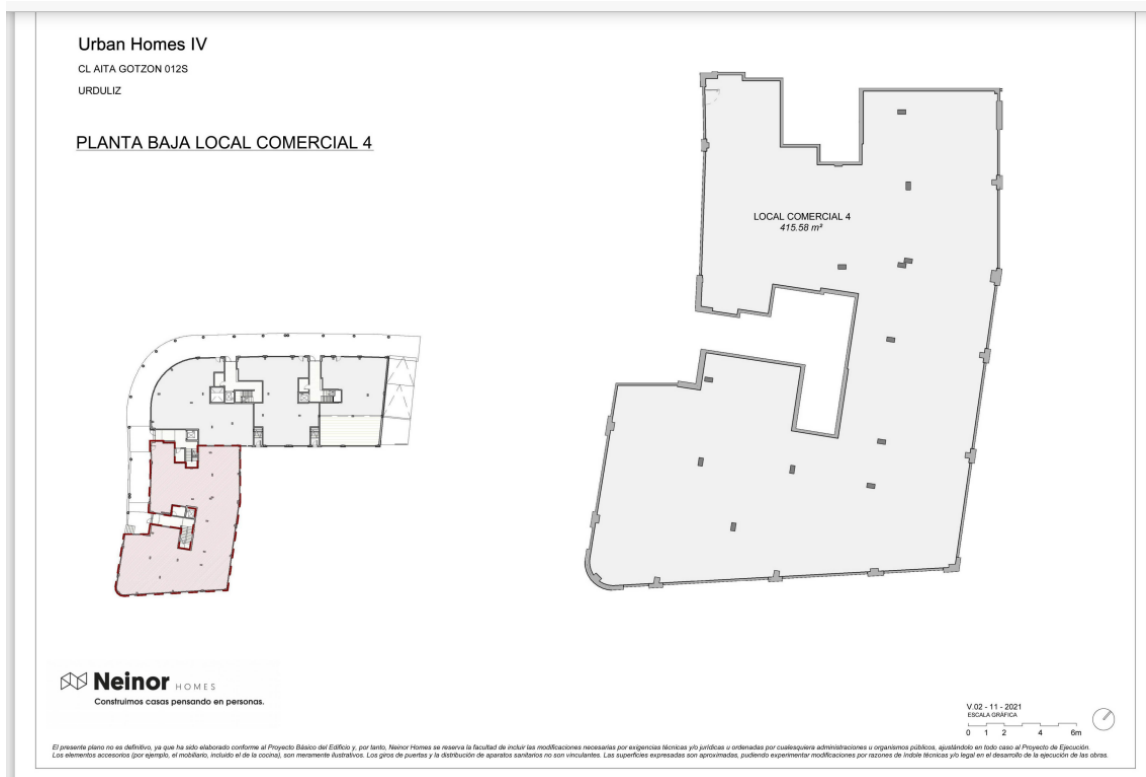 Urban Homes IV
CL AITA GOTZON 012S
URDULIZ
PLANTA BAJA LOCAL COMERCIAL 4
LOCAL COMERCIAL 4
415.58 m²
Neinor HOMES
Construimos casas pensando en personas.
V.02 - 11 - 2021
ESCALA GRÁFICA
0 1 2 4 6m
El presente plano no es definitivo, ya que ha sido elaborado conforme al Proyecto Básico del Edificio y, por tanto, Neinor Homes se reserva la facultad de incluir las modificaciones necesarias por exigencias técnicas y/o jurídicas u ordenadas por cualesquiera administraciones u organismos públicos, ajustándolo en todo caso al Proyecto de Ejecución.
Los elementos accesorios (por ejemplo, el mobiliario, incluido el de la cocina), son meramente ilustrativos. Los giros de puertas y la distribución de aparatos sanitarios no son vinculantes. Las superficies expresadas son aproximadas, pudiendo experimentar modificaciones por razones de índole técnicas y/o legal en el desarrollo de la ejecución de las obras.